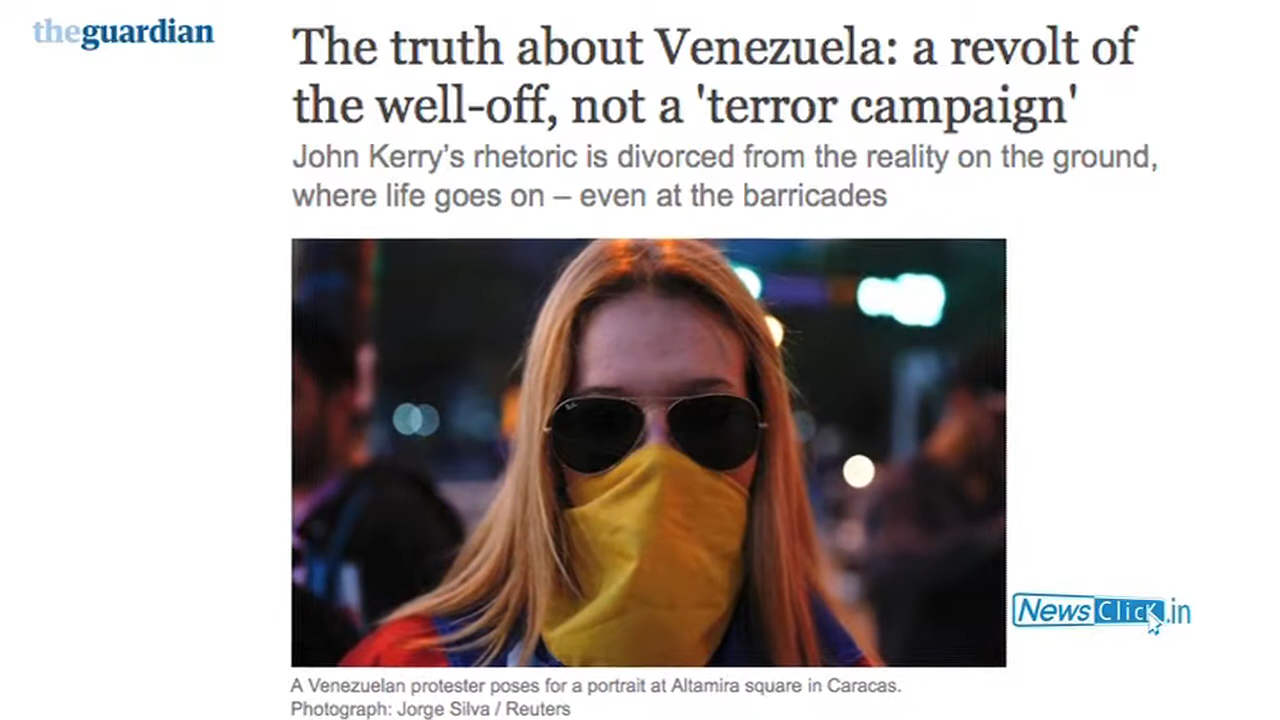 theguardian
The truth about Venezuela: a revolt of
the well-off, not a 'terror campaign'
John Kerry's rhetoric is divorced from the reality on the ground,
where life goes on – even at the barricades
NewsClick.in
A Venezuelan protester poses for a portrait at Altamira square in Caracas.
Photograph: Jorge Silva / Reuters